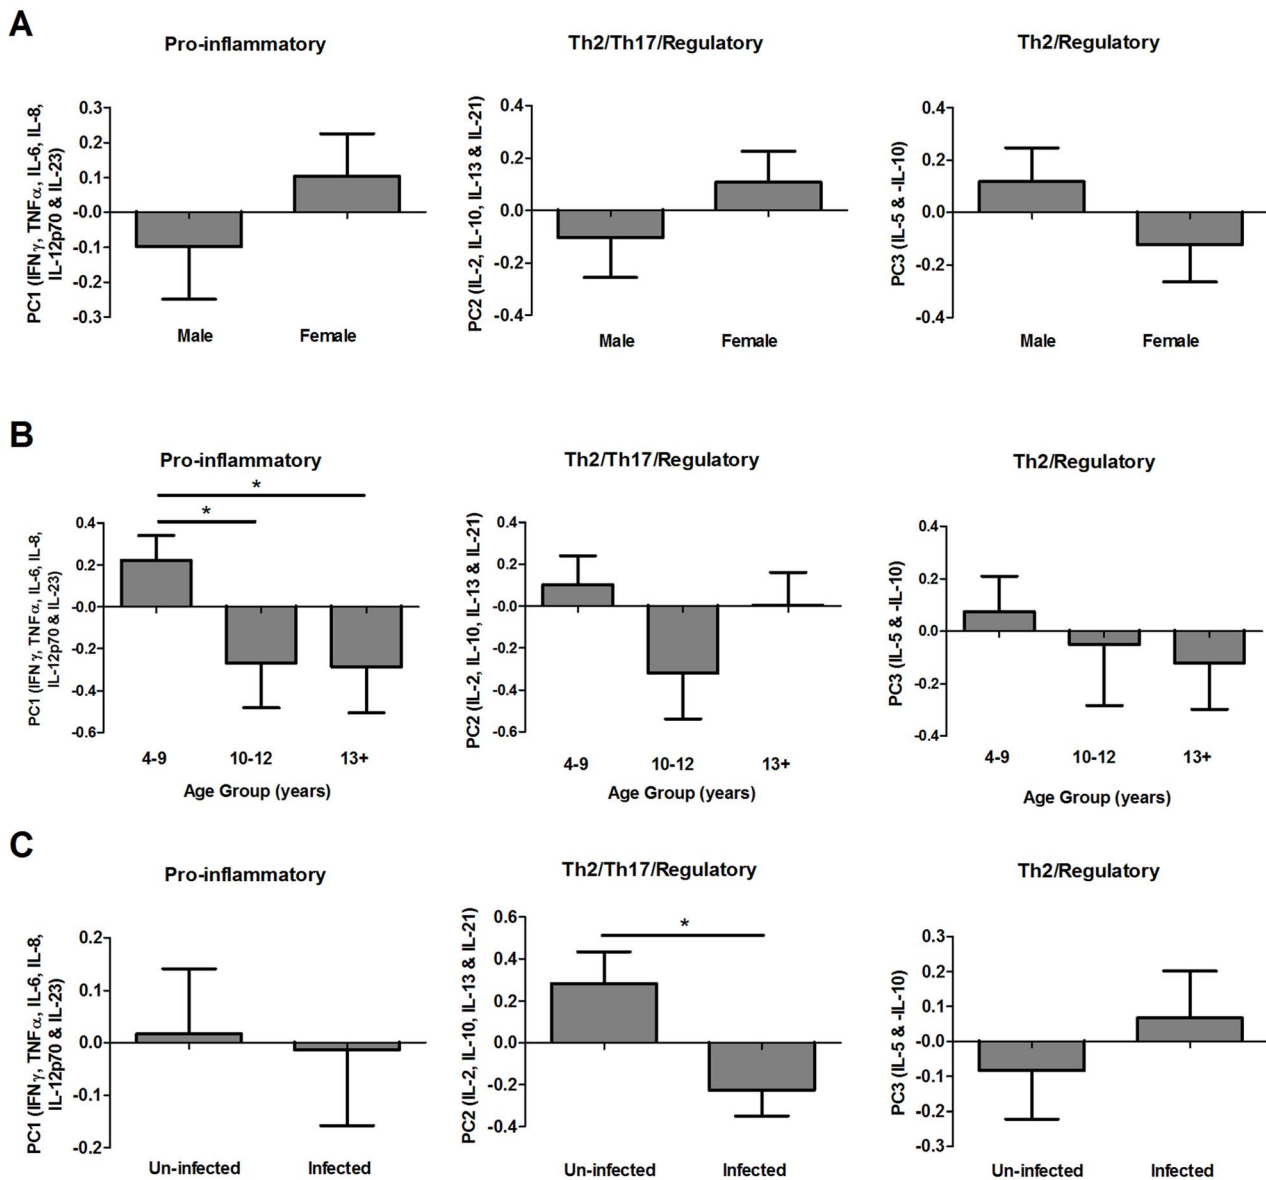 A
Pro-inflammatory
PC1 (IFNγ, TNFα, IL-6, IL-8,
IL-12p70 & IL-23)
0.3
0.2
0.1
-0.0
-0.1
-0.2
-0.3
Male Female
Th2/Th17/Regulatory
PC2 (IL-2, IL-10, IL-13 & IL-21)
0.4
0.2
0.0
-0.2
-0.4
Male Female
Th2/Regulatory
PC3 (IL-5 & -IL-10)
0.4
0.2
0.0
-0.2
-0.4
Male Female
B
Pro-inflammatory
*
*
PC1 (IFNγ, TNFα, IL-6, IL-8,
IL-12p70 & IL-23)
0.4
0.2
-0.0
-0.2
-0.4
-0.6
4-9 10-12 13+
Age Group (years)
Th2/Th17/Regulatory
PC2 (IL-2, IL-10, IL-13 & IL-21)
0.4
0.2
-0.0
-0.2
-0.4
-0.6
4-9 10-12 13+
Age Group (years)
Th2/Regulatory
PC3 (IL-5 & -IL-10)
0.4
0.2
0.0
-0.2
-0.4
4-9 10-12 13+
Age Group (years)
C
Pro-inflammatory
PC1 (IFNγ, TNFα, IL-6, IL-8,
IL-12p70 & IL-23)
0.2
0.1
0.0
-0.1
-0.2
Un-infected Infected
Th2/Th17/Regulatory
*
PC2 (IL-2, IL-10, IL-13 & IL-21)
0.6
0.4
0.2
0.0
-0.2
-0.4
Un-infected Infected
Th2/Regulatory
PC3 (IL-5 & -IL-10)
0.3
0.2
0.1
-0.0
-0.1
-0.2
-0.3
Un-infected Infected